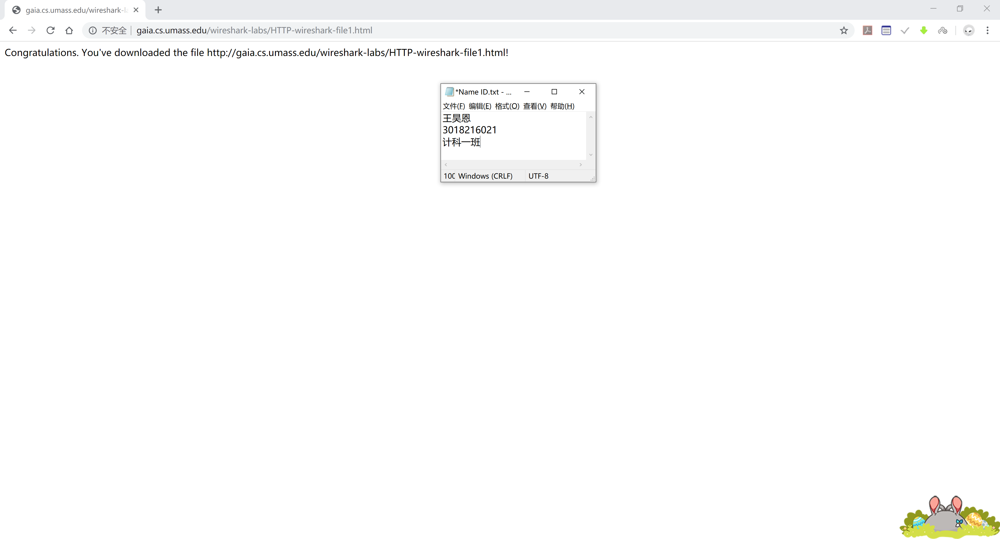 gaia.cs.umass.edu/wireshark-la
不安全 gaia.cs.umass.edu/wireshark-labs/HTTP-wireshark-file1.html
Congratulations. You've downloaded the file http://gaia.cs.umass.edu/wireshark-labs/HTTP-wireshark-file1.html!
*Name ID.txt - ...
文件(F) 编辑(E) 格式(O) 查看(V) 帮助(H)
王昊恩
3018216021
计科一班
100 Windows (CRLF) UTF-8